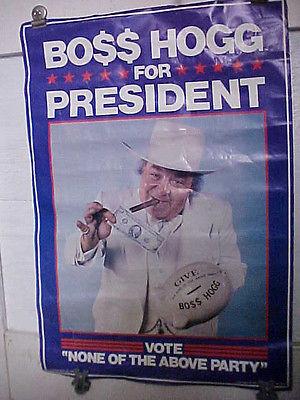 BO$$ HOGG
FOR
PRESIDENT
GIVE
BO$$ HOGG
VOTE
"NONE OF THE ABOVE PARTY"